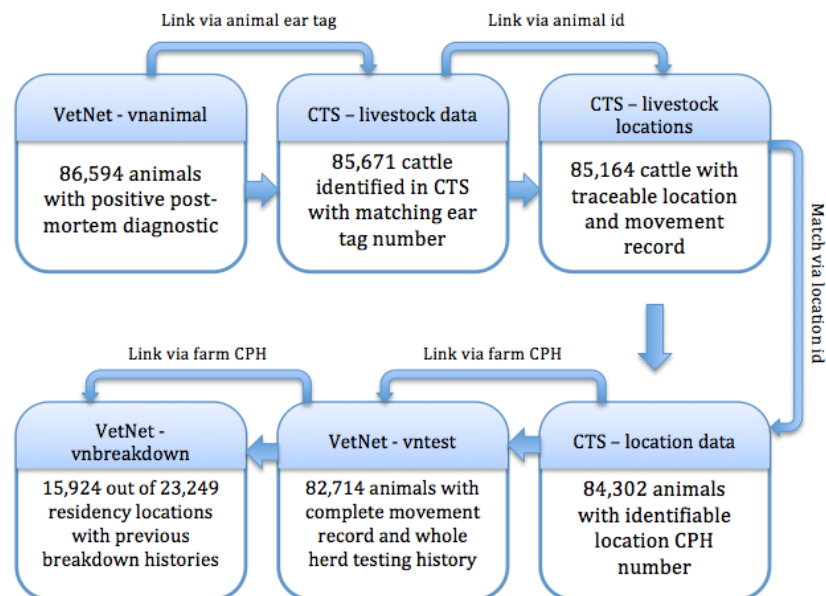 Link via animal ear tag
Link via animal id
VetNet - vnanimal
86,594 animals
with positive post-
mortem diagnostic
CTS – livestock data
85,671 cattle
identified in CTS
with matching ear
tag number
CTS – livestock
locations
85,164 cattle with
traceable location
and movement
record
Match via location id
Link via farm CPH
Link via farm CPH
VetNet -
vnbreakdown
15,924 out of 23,249
residency locations
with previous
breakdown histories
VetNet - vntest
82,714 animals with
complete movement
record and whole
herd testing history
CTS – location data
84,302 animals
with identifiable
location CPH
number